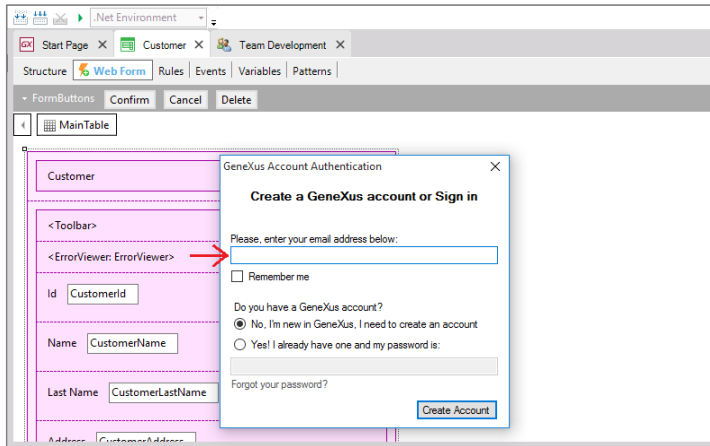 .Net Environment
GX Start Page X Customer X Team Development X
Structure Web Form Rules Events Variables Patterns
FormButtons Confirm Cancel Delete
MainTable
Customer
<Toolbar>
<ErrorViewer: ErrorViewer>
Id CustomerId
Name CustomerName
Last Name CustomerLastName
Address CustomerAddress
GeneXus Account Authentication
Create a GeneXus account or Sign in
Please, enter your email address below:
Remember me
Do you have a GeneXus account?
No, I'm new in GeneXus, I need to create an account
Yes! I already have one and my password is:
Forgot your password?
Create Account